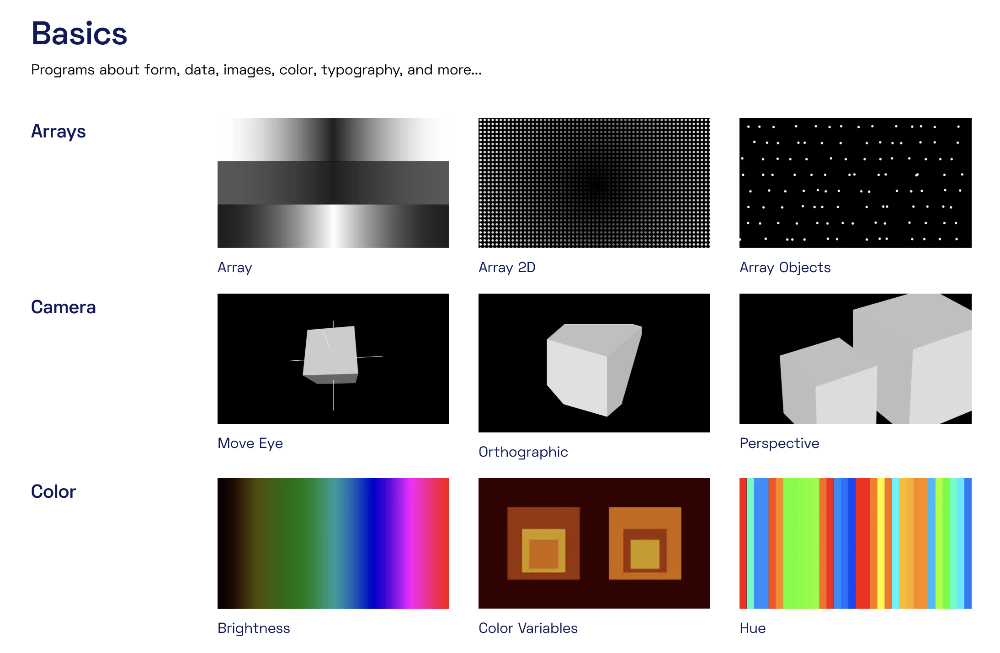 Basics
Programs about form, data, images, color, typography, and more...
Arrays
Array
Array 2D
Array Objects
Camera
Move Eye
Orthographic
Perspective
Color
Brightness
Color Variables
Hue